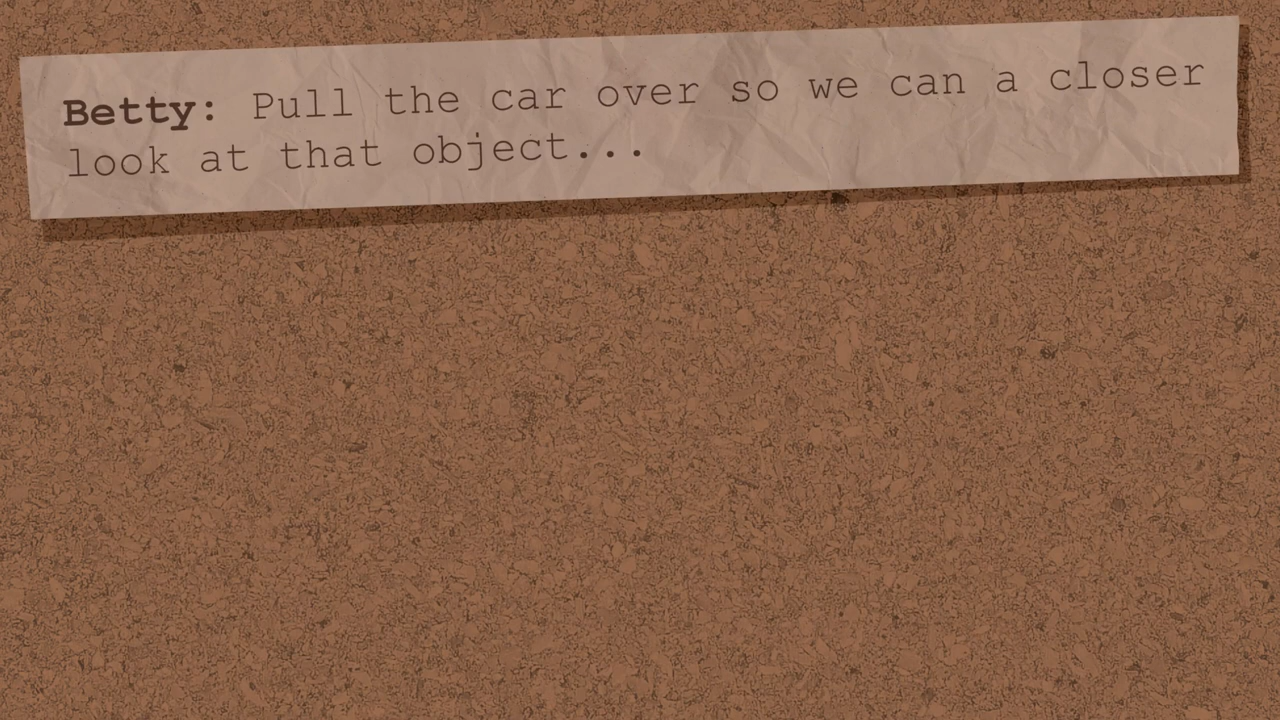 Betty: Pull the car over so we can a closer
look at that object...